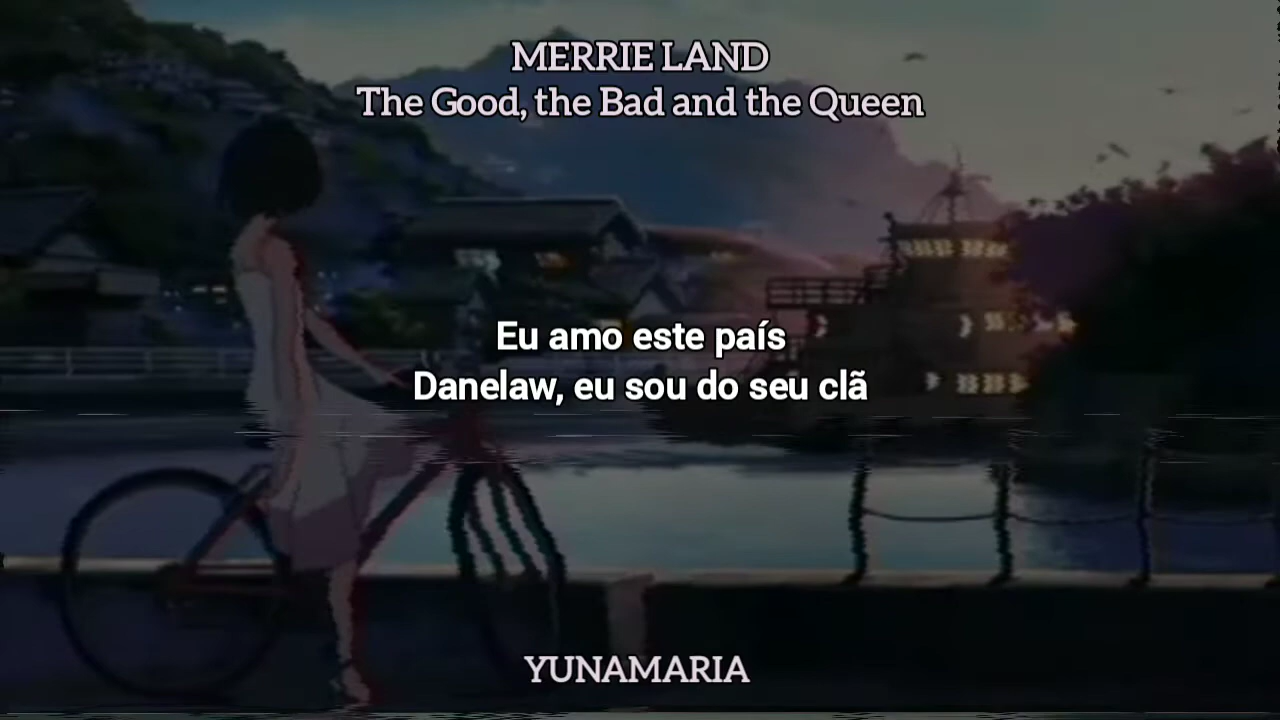 MERRIE LAND
The Good, the Bad and the Queen
Eu amo este país
Danelaw, eu sou do seu clã
YUNAMARIA